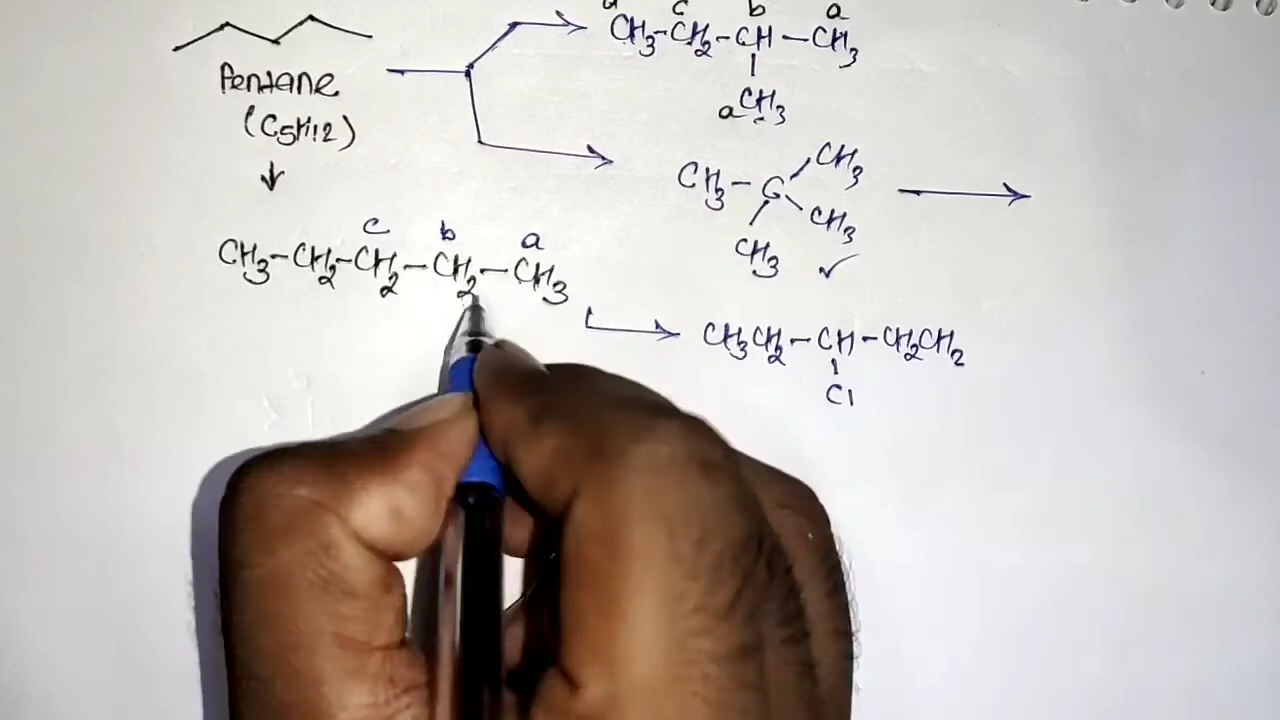 d c b a
CH3-CH2-CH-CH3
aCH3
Pentane
(C5H12)
CH3
CH3-C
CH3
CH3 ✓
c b a
CH3-CH2-CH2-CH2-CH3
CH3CH2-CH-CH2CH2
Cl